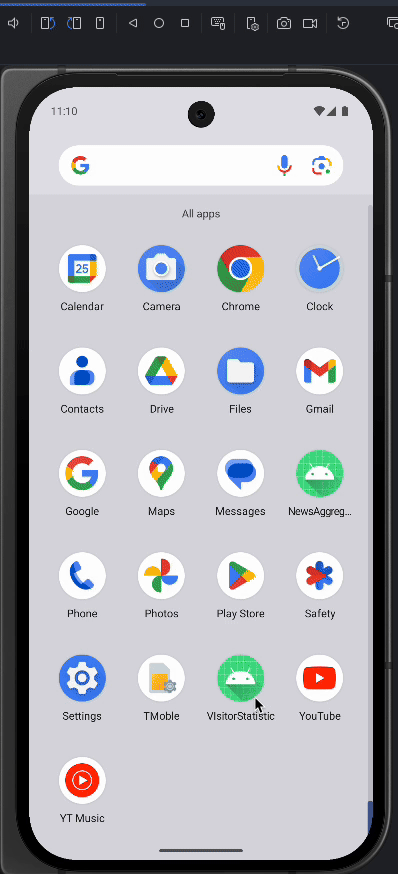 11:10
All apps
25
Calendar
Camera
Chrome
Clock
Contacts
Drive
Files
Gmail
Google
Maps
Messages
NewsAggreg...
Phone
Photos
Play Store
Safety
Settings
TMoble
VIsitorStatistic
YouTube
YT Music